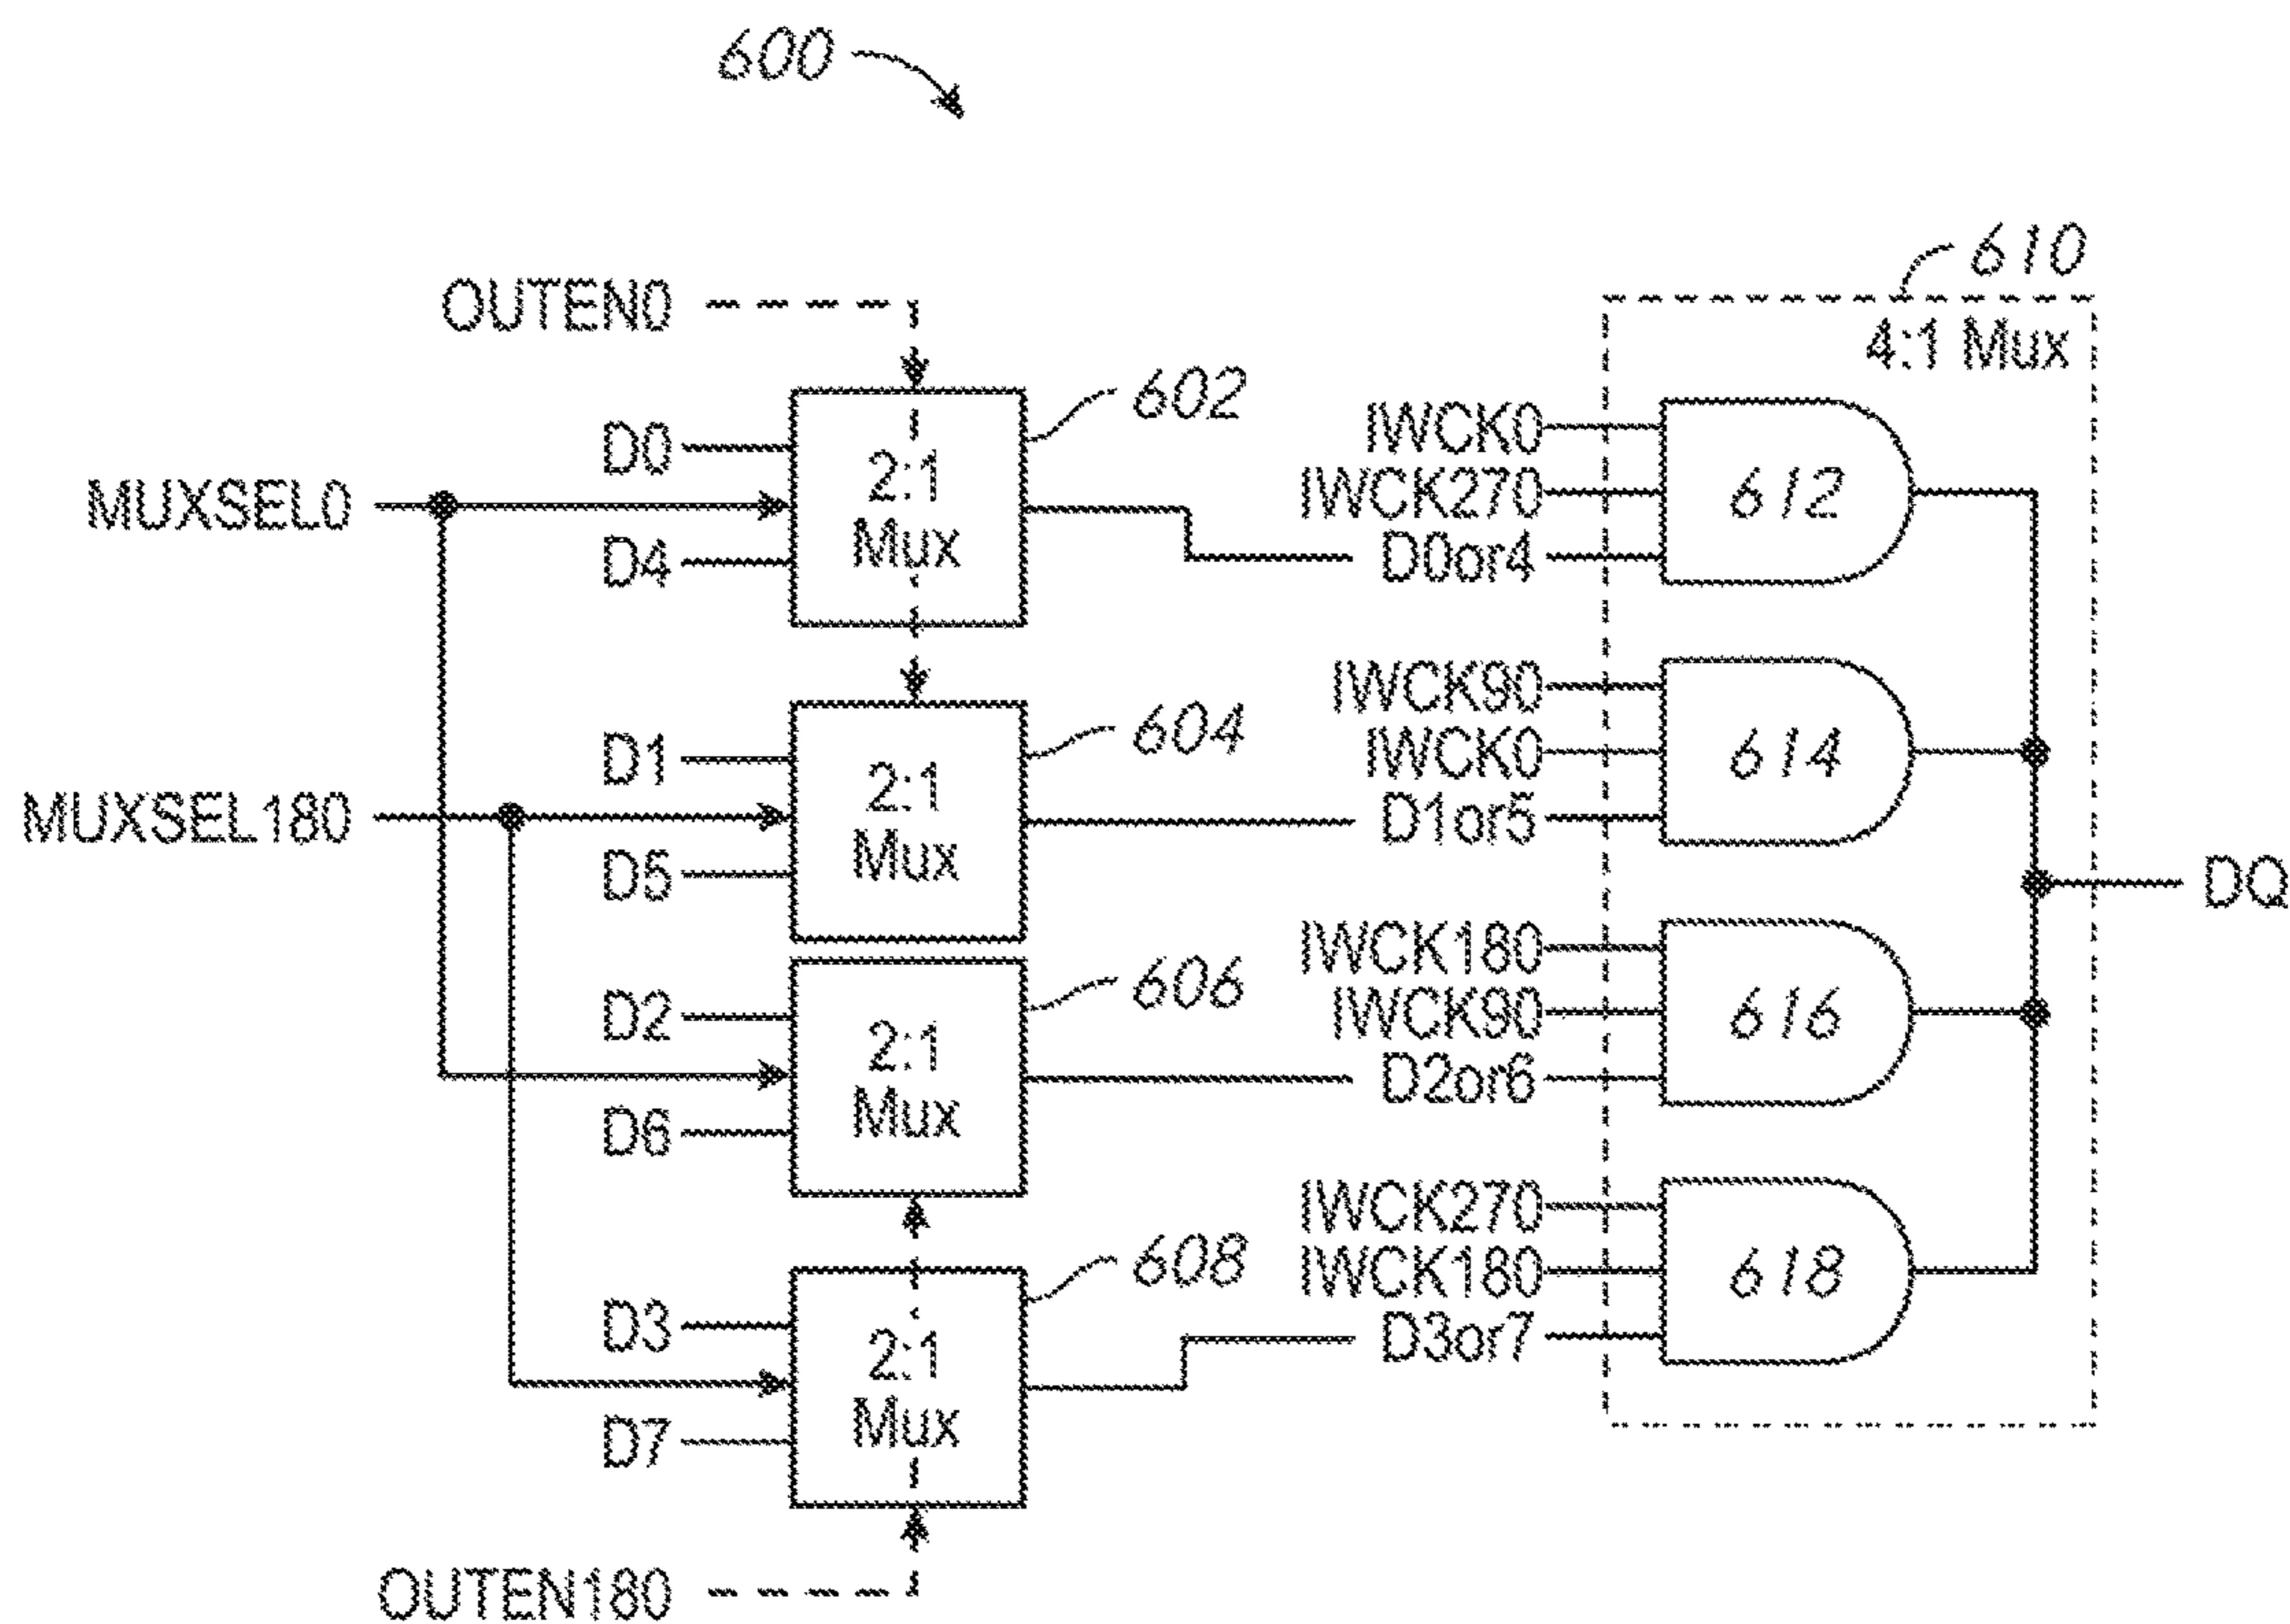 600
610
OUTEN0
4:1 Mux
602
D0
IWCK0
MUXSEL0
2:1
Mux
IWCK270
612
D4
D0or4
604
D1
IWCK90
MUXSEL180
2:1
Mux
IWCK0
614
D5
D1or5
DQ
606
D2
IWCK180
2:1
Mux
IWCK90
616
D6
D2or6
608
D3
IWCK270
2:1
Mux
IWCK180
618
D7
D3or7
OUTEN180